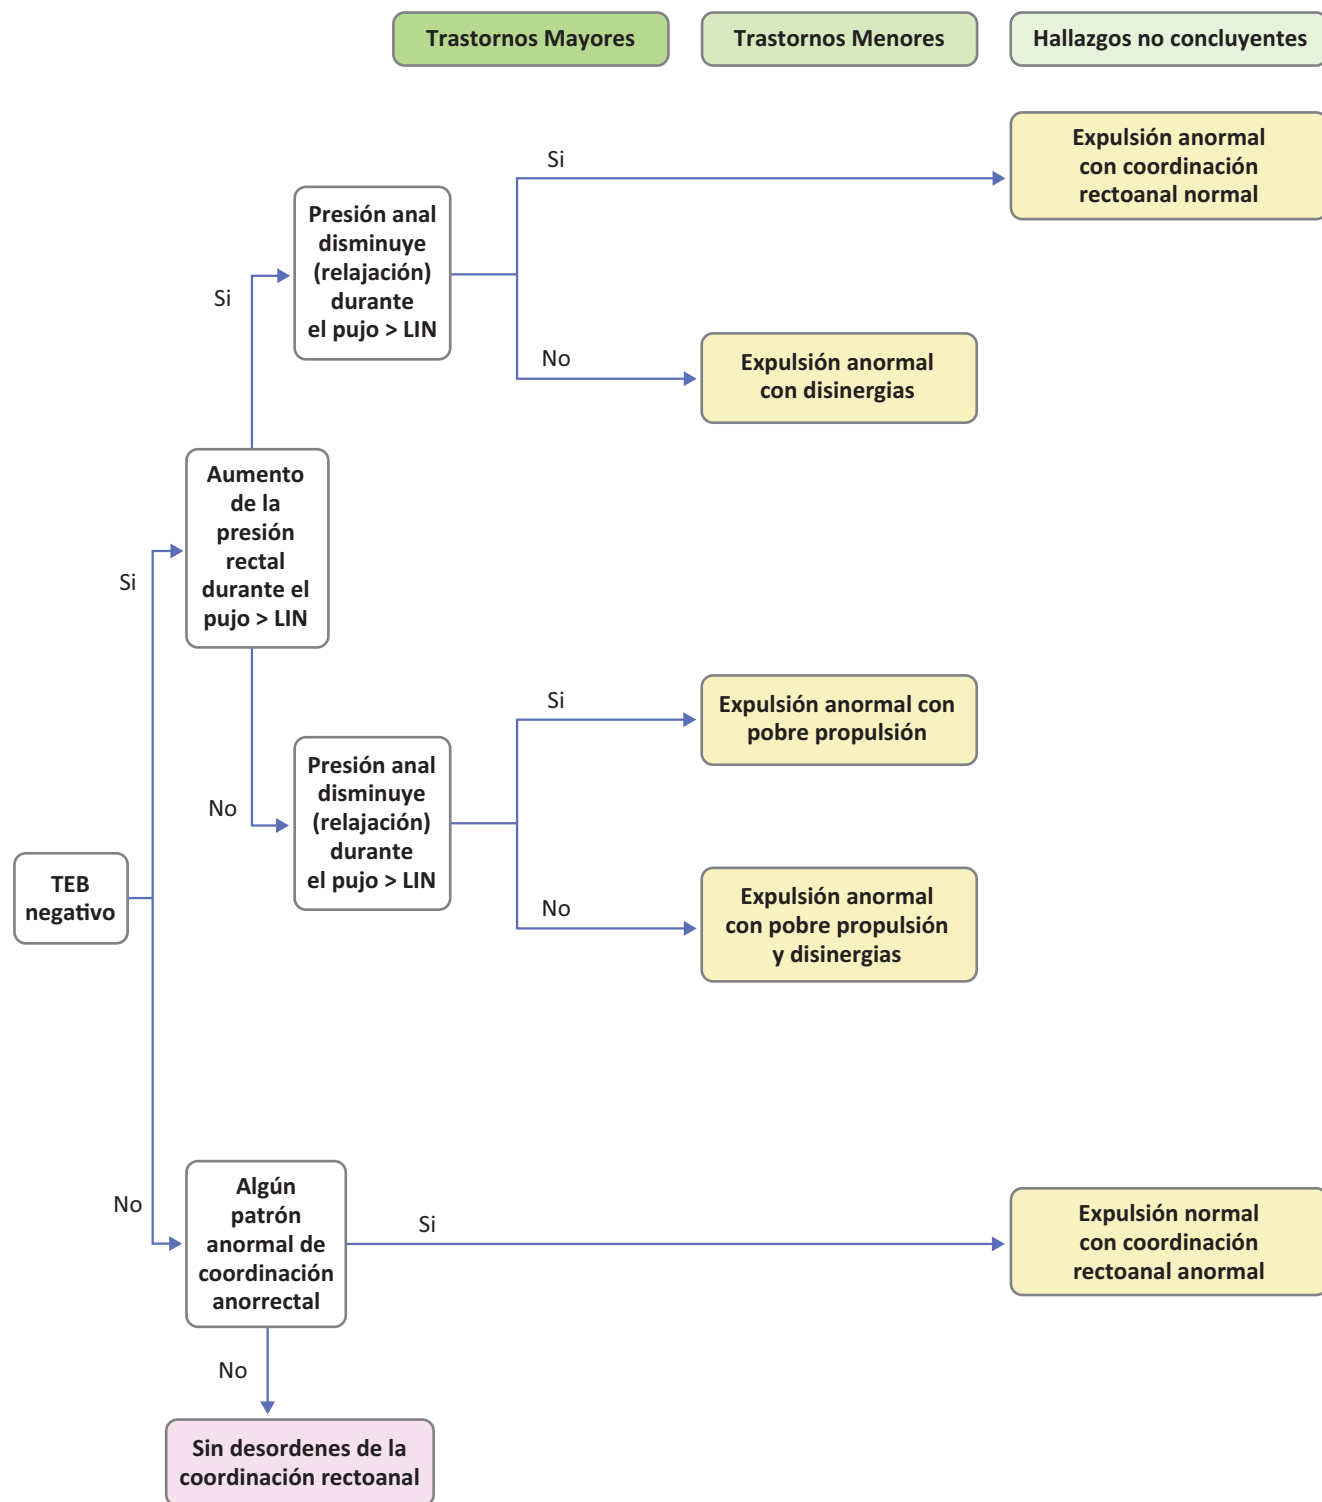 Trastornos Mayores
Trastornos Menores
Hallazgos no concluyentes
Si
Expulsión anormal
con coordinación
rectoanal normal
Presión anal
disminuye
(relajación)
durante
el pujo > LIN
Si
No
Expulsión anormal
con disinergias
Aumento
de la
presión
rectal
durante el
pujo > LIN
Si
Si
Expulsión anormal con
pobre propulsión
Presión anal
disminuye
(relajación)
durante
el pujo > LIN
No
TEB
negativo
No
Expulsión anormal
con pobre propulsión
y disinergias
No
Algún
patrón
anormal de
coordinación
anorrectal
Si
Expulsión normal
con coordinación
rectoanal anormal
No
Sin desordenes de la
coordinación rectoanal